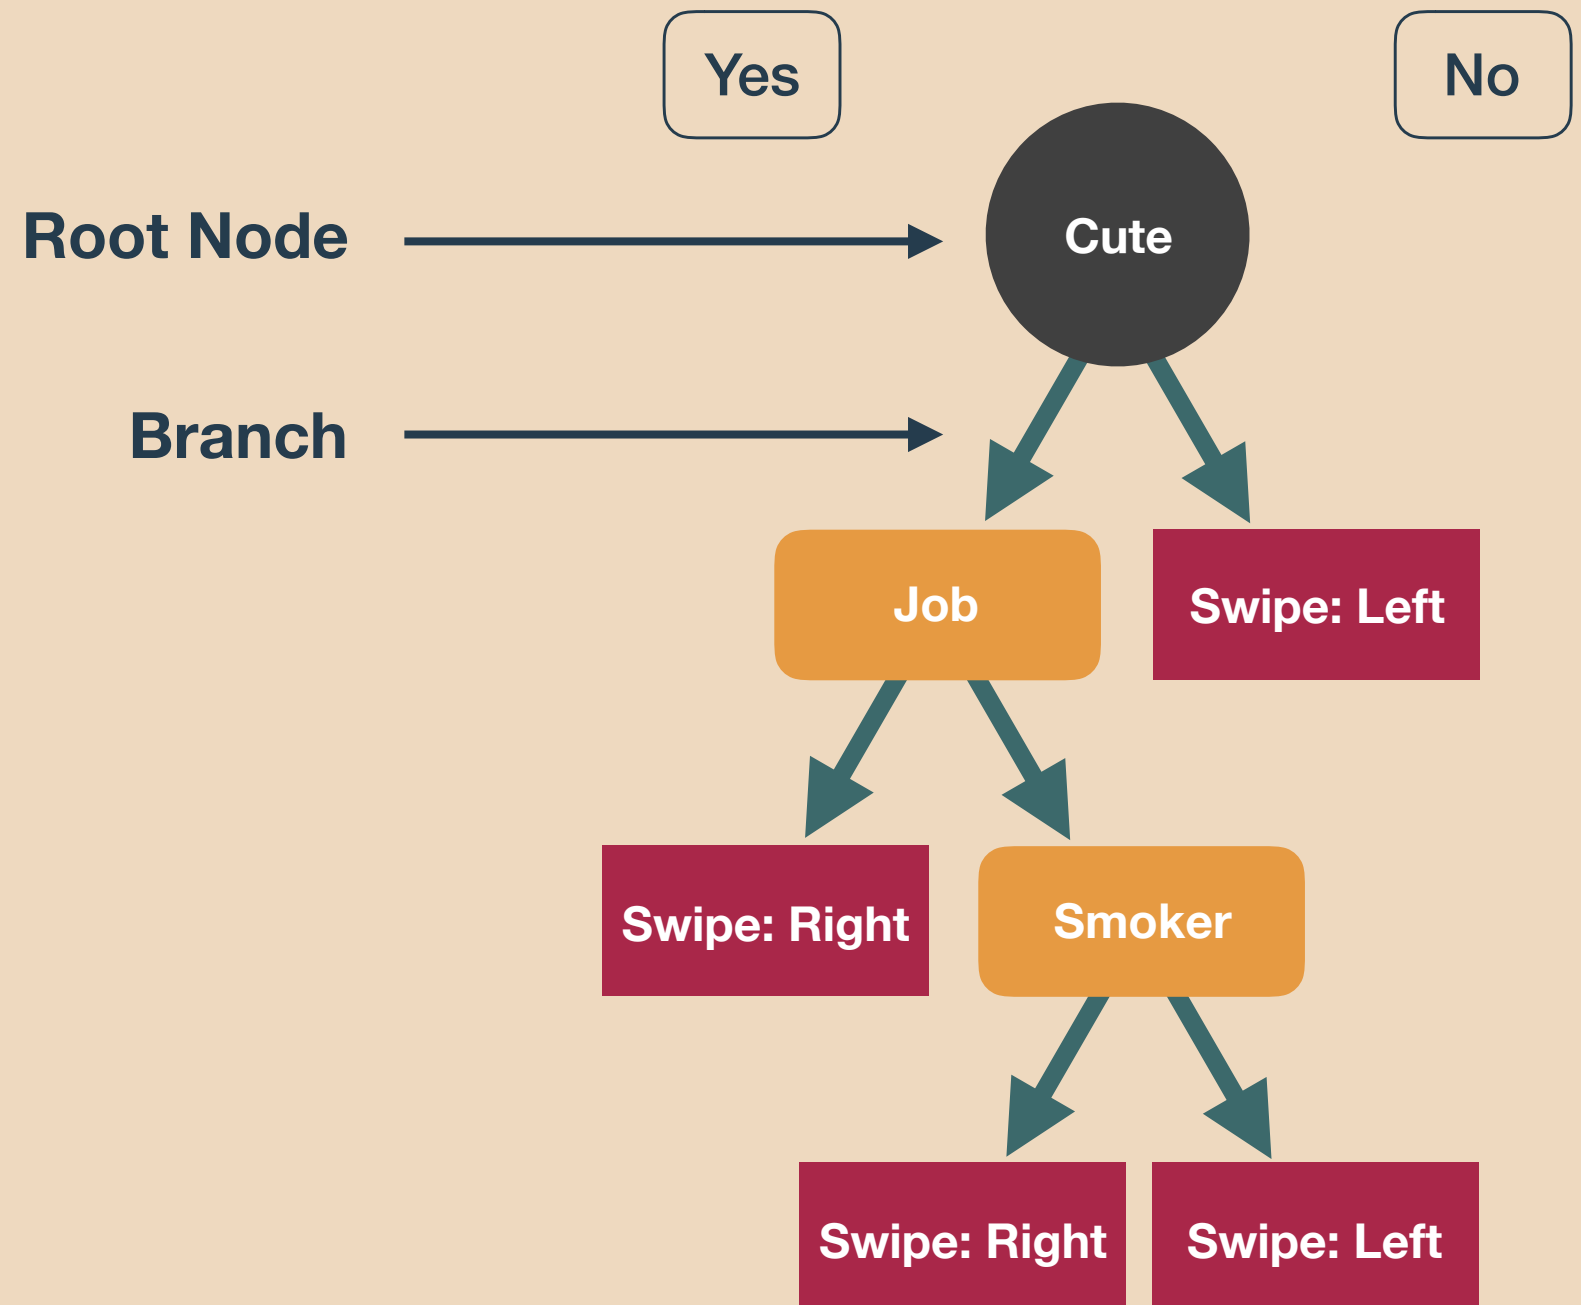 Yes
No
Root Node
Cute
Branch
Job
Swipe: Left
Swipe: Right
Smoker
Swipe: Right
Swipe: Left